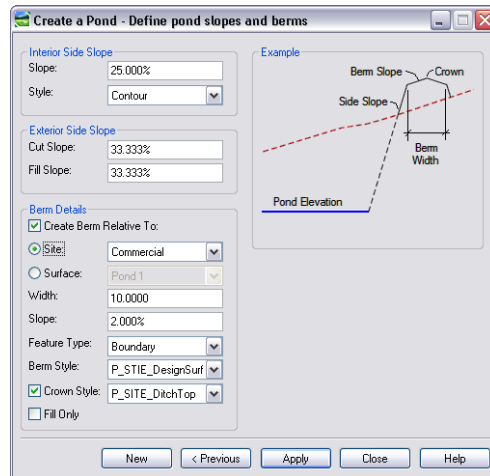 Create a Pond - Define pond slopes and berms
Interior Side Slope
Slope: 25.000%
Style: Contour
Exterior Side Slope
Cut Slope: 33.333%
Fill Slope: 33.333%
Berm Details
Create Berm Relative To:
Site: Commercial
Surface: Pond 1
Width: 10.0000
Slope: 2.000%
Feature Type: Boundary
Berm Style: P_STIE_DesignSurf
Crown Style: P_SITE_DitchTop
Fill Only
Example
Berm Slope
Crown
Side Slope
Berm
Width
Pond Elevation
New < Previous Apply Close Help